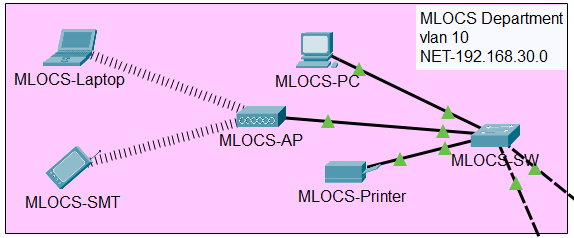 MLOCS Department
vlan 10
NET-192.168.30.0
MLOCS-Laptop
MLOCS-PC
MLOCS-AP
MLOCS-SW
MLOCS-SMT
MLOCS-Printer